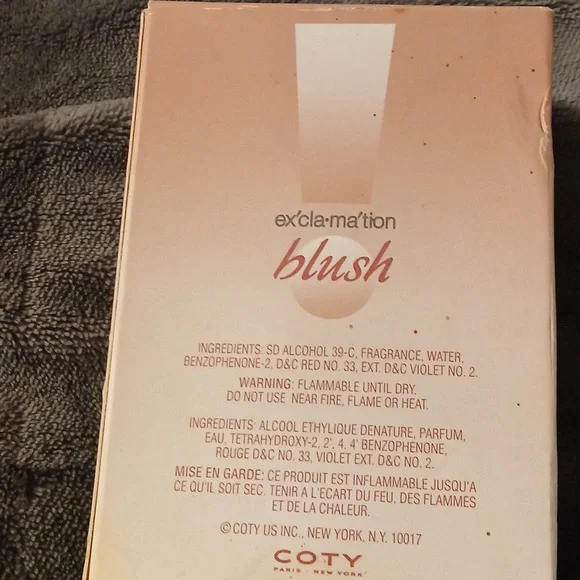 ex'cla•ma'tion
blush
INGREDIENTS: SD ALCOHOL 39-C, FRAGRANCE, WATER,
BENZOPHENONE-2, D&C RED NO. 33, EXT. D&C VIOLET NO. 2.
WARNING: FLAMMABLE UNTIL DRY.
DO NOT USE NEAR FIRE, FLAME OR HEAT.
INGREDIENTS: ALCOOL ETHYLIQUE DENATURE, PARFUM,
EAU, TETRAHYDROXY-2, 2', 4, 4' BENZOPHENONE,
ROUGE D&C NO. 33, VIOLET EXT. D&C NO. 2.
MISE EN GARDE: CE PRODUIT EST INFLAMMABLE JUSQU'A
CE QU'IL SOIT SEC. TENIR A L'ECART DU FEU, DES FLAMMES
ET DE LA CHALEUR.
© COTY US INC., NEW YORK, N.Y. 10017
COTY
PARIS • NEW YORK